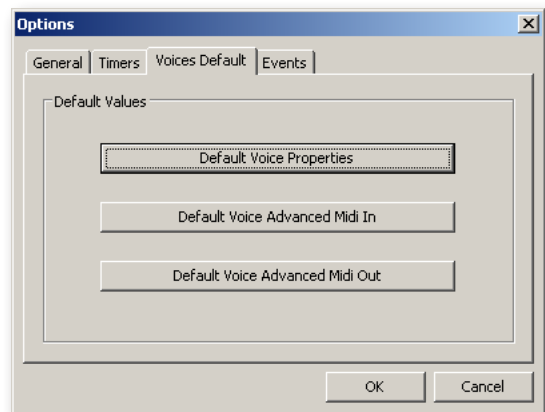 Options
General Timers Voices Default Events
Default Values
Default Voice Properties
Default Voice Advanced Midi In
Default Voice Advanced Midi Out
OK Cancel